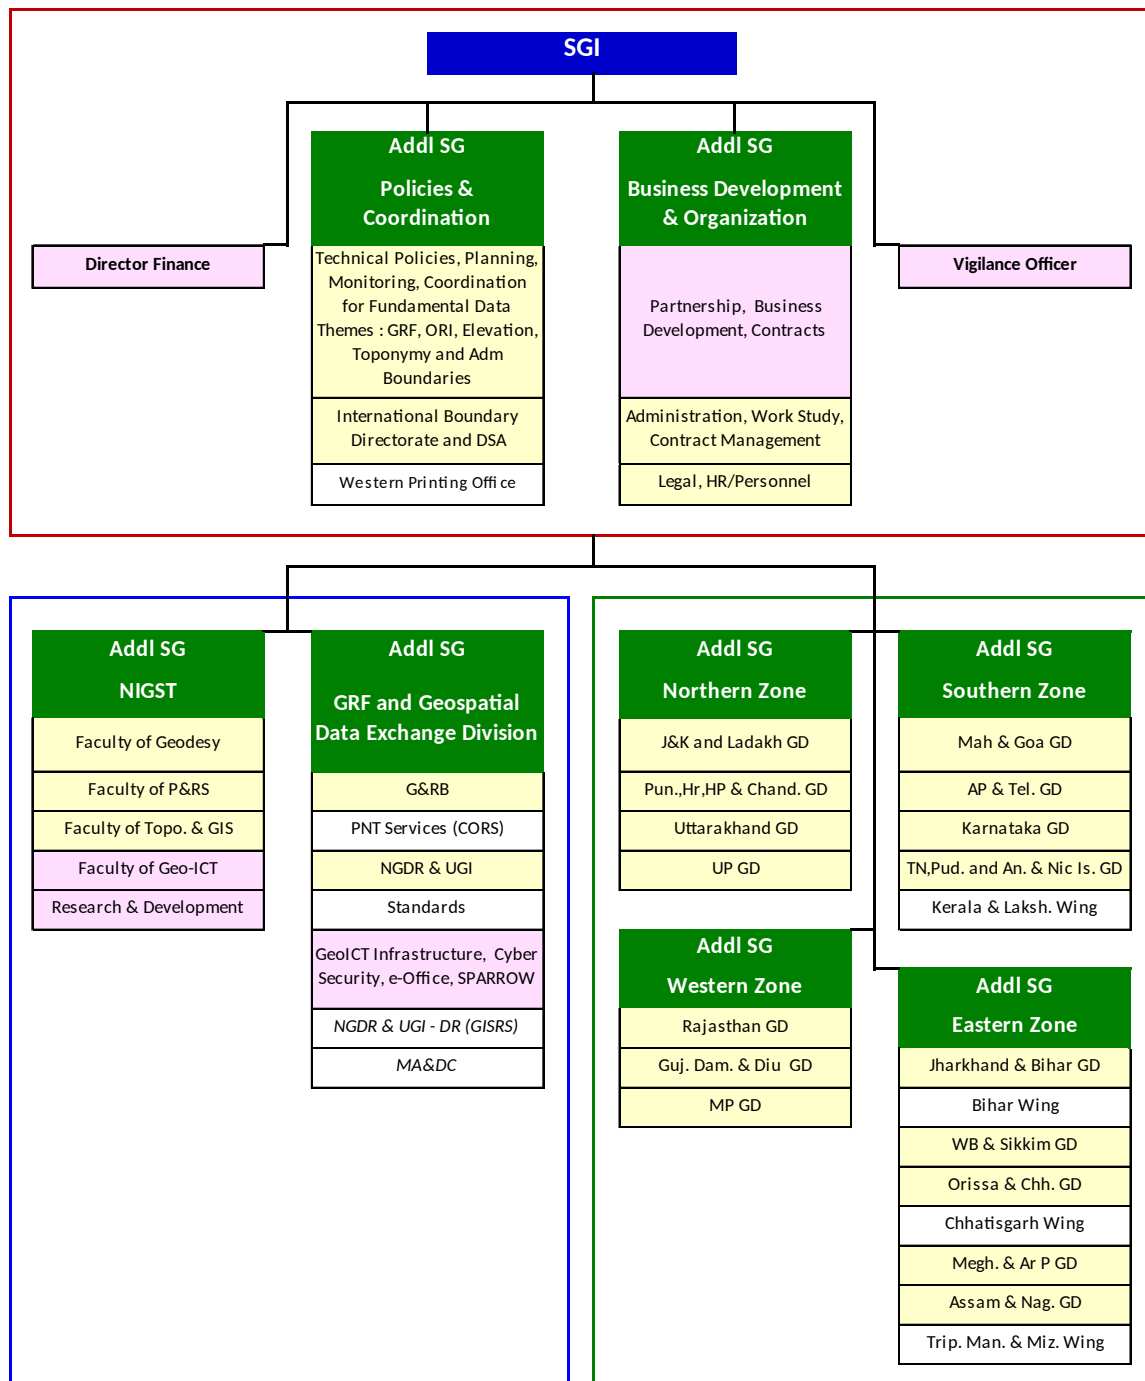 SGI
Addl SG
Policies &
Coordination
Addl SG
Business Development
& Organization
Director Finance
Technical Policies, Planning,
Monitoring, Coordination
for Fundamental Data
Themes : GRF, ORI, Elevation,
Toponymy and Adm
Boundaries
Partnership, Business
Development, Contracts
Vigilance Officer
International Boundary
Directorate and DSA
Administration, Work Study,
Contract Management
Western Printing Office
Legal, HR/Personnel
Addl SG
NIGST
Faculty of Geodesy
Faculty of P&RS
Faculty of Topo. & GIS
Faculty of Geo-ICT
Research & Development
Addl SG
GRF and Geospatial
Data Exchange Division
G&RB
PNT Services (CORS)
NGDR & UGI
Standards
GeoICT Infrastructure, Cyber
Security, e-Office, SPARROW
NGDR & UGI - DR (GISRS)
MA&DC
Addl SG
Northern Zone
J&K and Ladakh GD
Pun.,Hr,HP & Chand. GD
Uttarakhand GD
UP GD
Addl SG
Southern Zone
Mah & Goa GD
AP & Tel. GD
Karnataka GD
TN,Pud. and An. & Nic Is. GD
Kerala & Laksh. Wing
Addl SG
Western Zone
Rajasthan GD
Guj. Dam. & Diu GD
MP GD
Addl SG
Eastern Zone
Jharkhand & Bihar GD
Bihar Wing
WB & Sikkim GD
Orissa & Chh. GD
Chhatisgarh Wing
Megh. & Ar P GD
Assam & Nag. GD
Trip. Man. & Miz. Wing